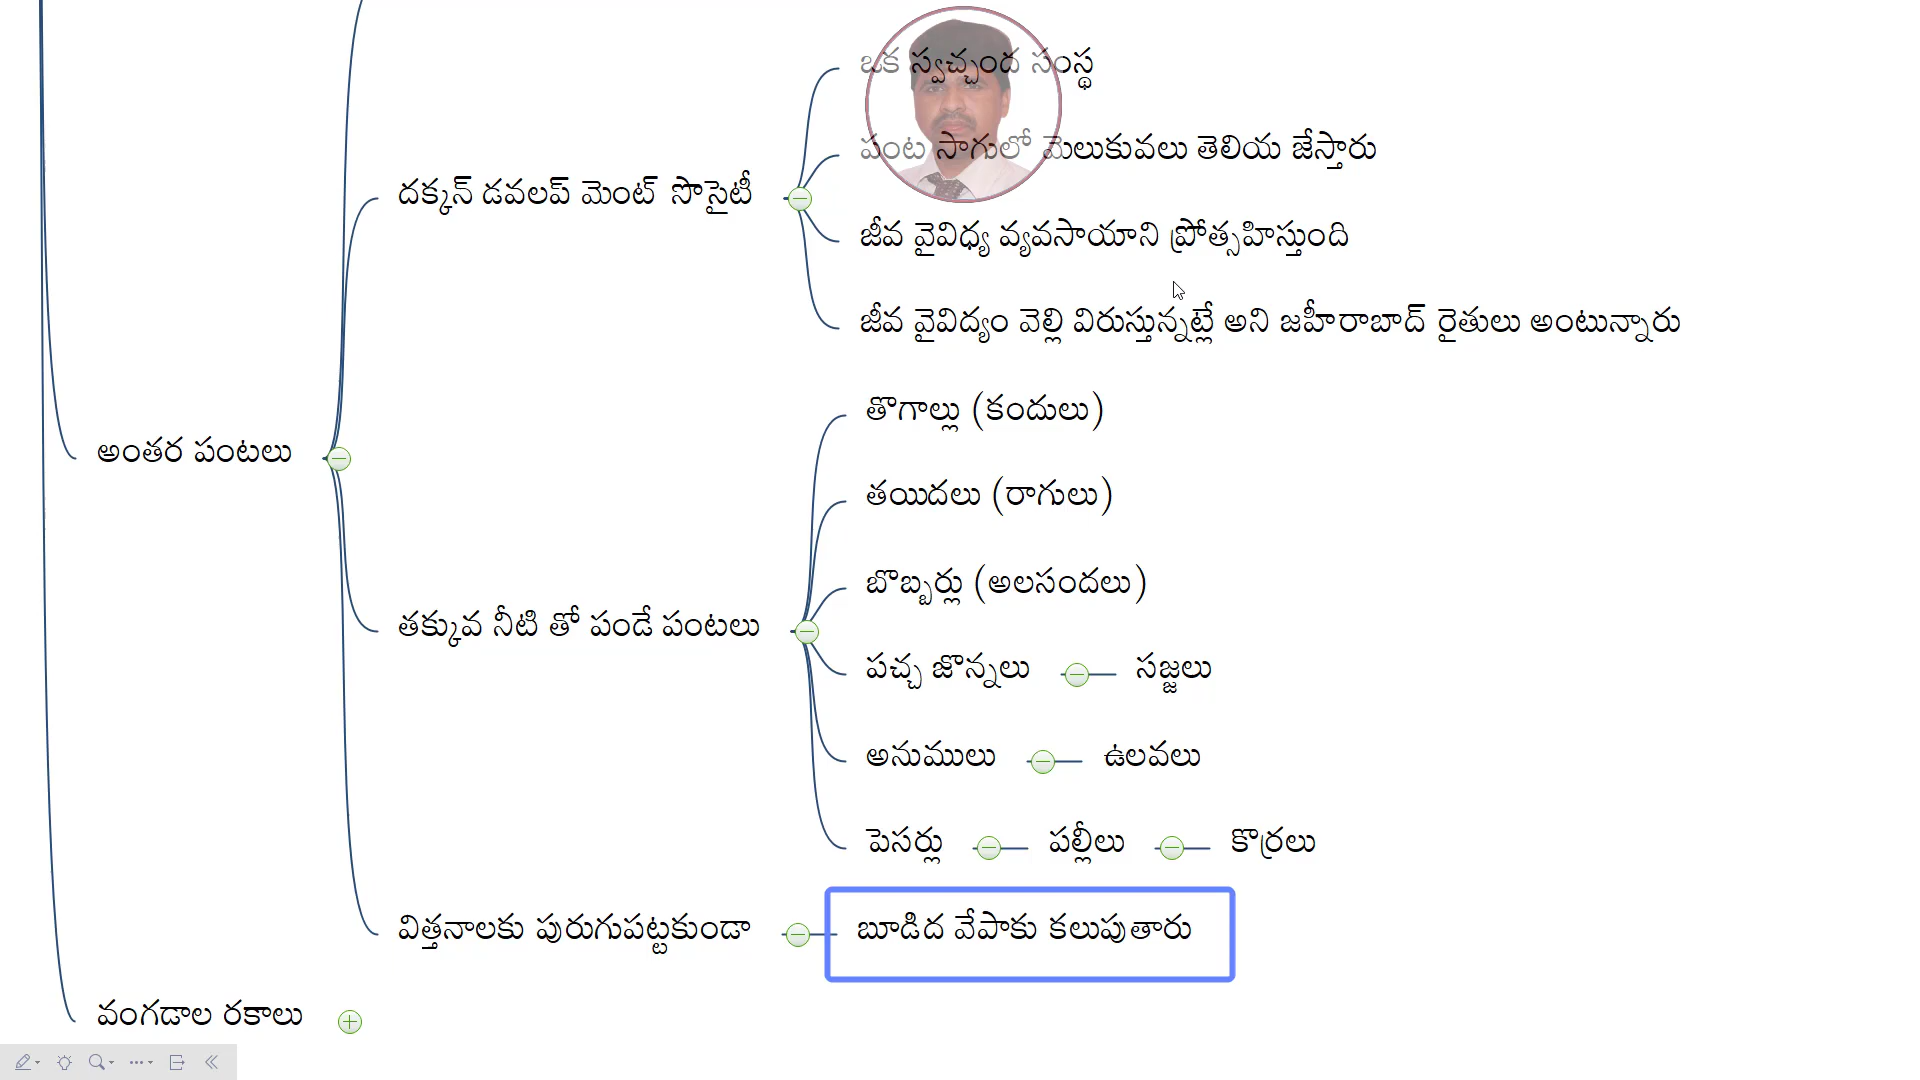 ఒక స్వచ్ఛంద సంస్థ
పంట సాగులో మెలుకువలు తెలియ జేస్తారు
దక్కన్ డవలప్ మెంట్ సొసైటీ
జీవ వైవిధ్య వ్యవసాయాని ప్రోత్సహిస్తుంది
జీవ వైవిద్యం వెల్లి విరుస్తున్నట్లే అని జహీరాబాద్ రైతులు అంటున్నారు
అంతర పంటలు
తొగాల్లు (కందులు)
తయిదలు (రాగులు)
బొబ్బర్లు (అలసందలు)
తక్కువ నీటి తో పండే పంటలు
పచ్చ జొన్నలు సజ్జలు
అనుములు ఉలవలు
పెసర్లు పల్లీలు కొర్రలు
విత్తనాలకు పురుగుపట్టకుండా బూడిద వేపాకు కలుపుతారు
వంగడాల రకాలు